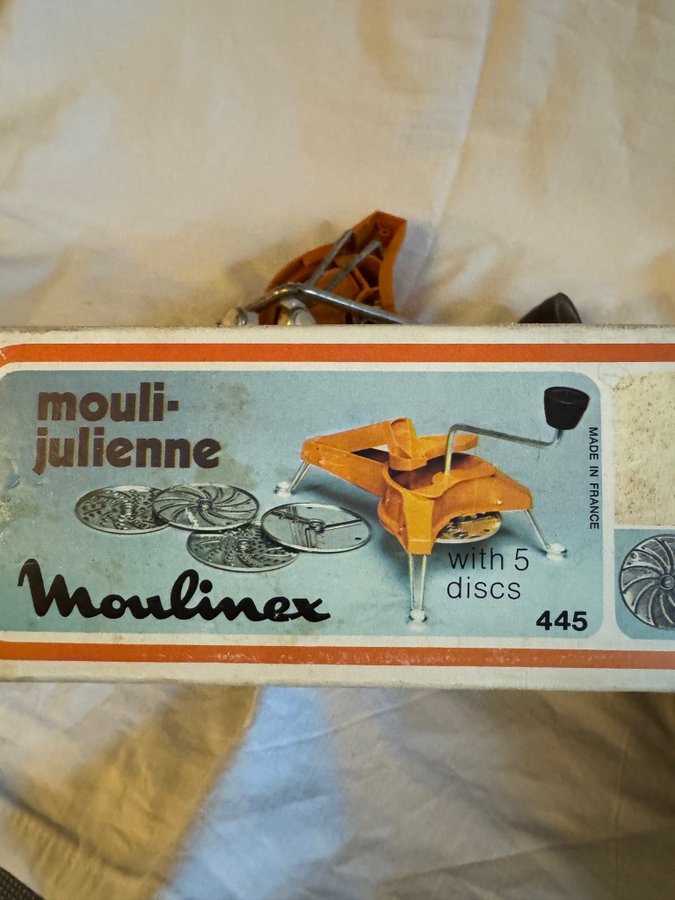 mouli-
julienne
Moulinex
with 5
discs
445
MADE IN FRANCE